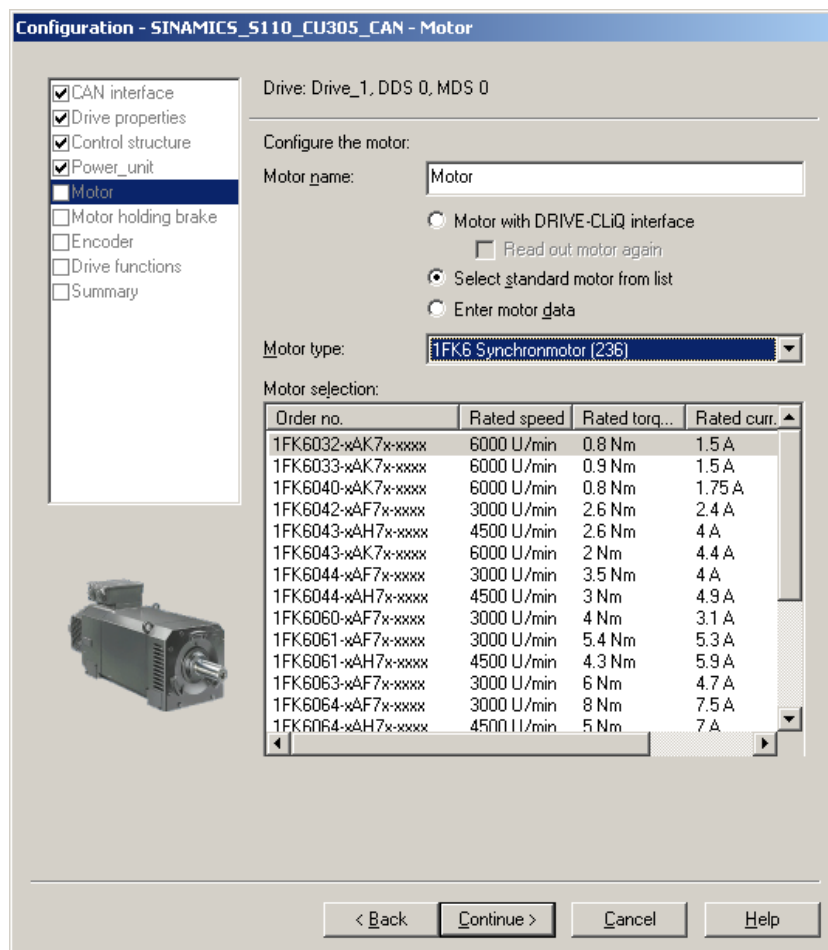 Configuration - SINAMICS_S110_CU305_CAN - Motor
CAN interface
Drive properties
Control structure
Power_unit
Motor
Motor holding brake
Encoder
Drive functions
Summary
Drive: Drive_1, DDS 0, MDS 0
Configure the motor:
Motor name: Motor
Motor with DRIVE-CLiQ interface
Read out motor again
Select standard motor from list
Enter motor data
Motor type: 1FK6 Synchronmotor (236)
Motor selection:
Order no. Rated speed Rated torq... Rated curr.
1FK6032-xAK7x-xxxx 6000 U/min 0.8 Nm 1.5 A
1FK6033-xAK7x-xxxx 6000 U/min 0.9 Nm 1.5 A
1FK6040-xAK7x-xxxx 6000 U/min 0.8 Nm 1.75 A
1FK6042-xAF7x-xxxx 3000 U/min 2.6 Nm 2.4 A
1FK6043-xAH7x-xxxx 4500 U/min 2.6 Nm 4 A
1FK6043-xAK7x-xxxx 6000 U/min 2 Nm 4.4 A
1FK6044-xAF7x-xxxx 3000 U/min 3.5 Nm 4 A
1FK6044-xAH7x-xxxx 4500 U/min 3 Nm 4.9 A
1FK6060-xAF7x-xxxx 3000 U/min 4 Nm 3.1 A
1FK6061-xAF7x-xxxx 3000 U/min 5.4 Nm 5.3 A
1FK6061-xAH7x-xxxx 4500 U/min 4.3 Nm 5.9 A
1FK6063-xAF7x-xxxx 3000 U/min 6 Nm 4.7 A
1FK6064-xAF7x-xxxx 3000 U/min 8 Nm 7.5 A
1FK6064-xAH7x-xxxx 4500 U/min 5 Nm 7 A
< Back Continue > Cancel Help